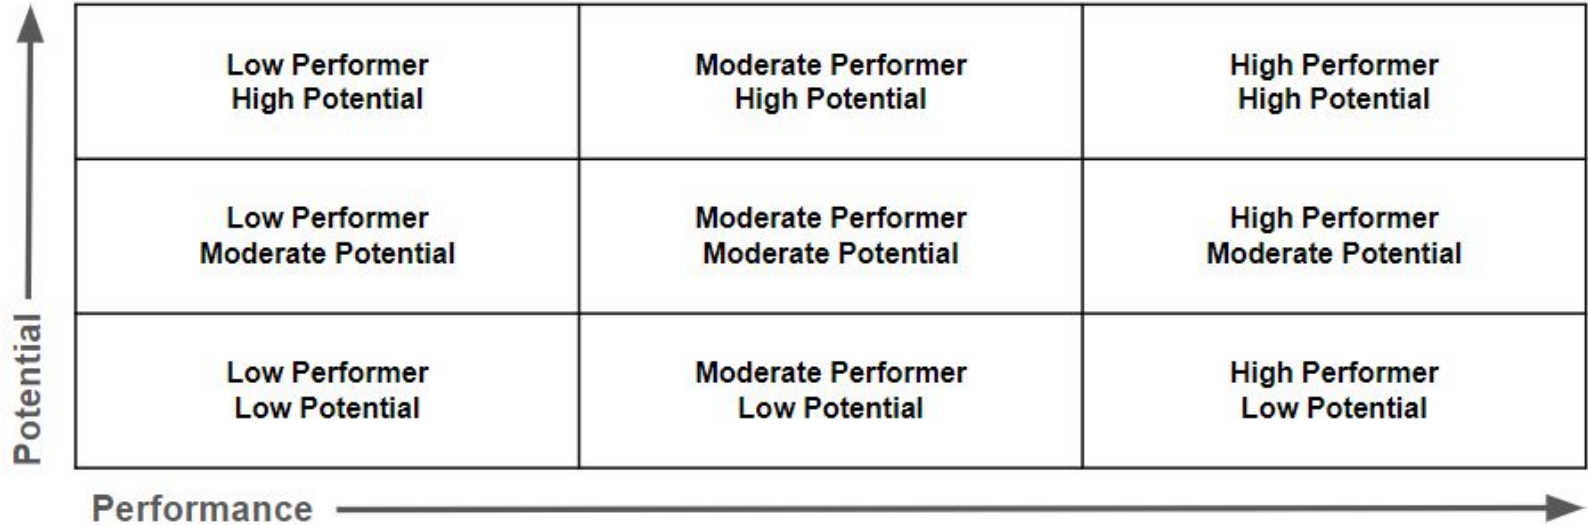 Low Performer
High Potential
Moderate Performer
High Potential
High Performer
High Potential
Low Performer
Moderate Potential
Moderate Performer
Moderate Potential
High Performer
Moderate Potential
Low Performer
Low Potential
Moderate Performer
Low Potential
High Performer
Low Potential
Potential
Performance